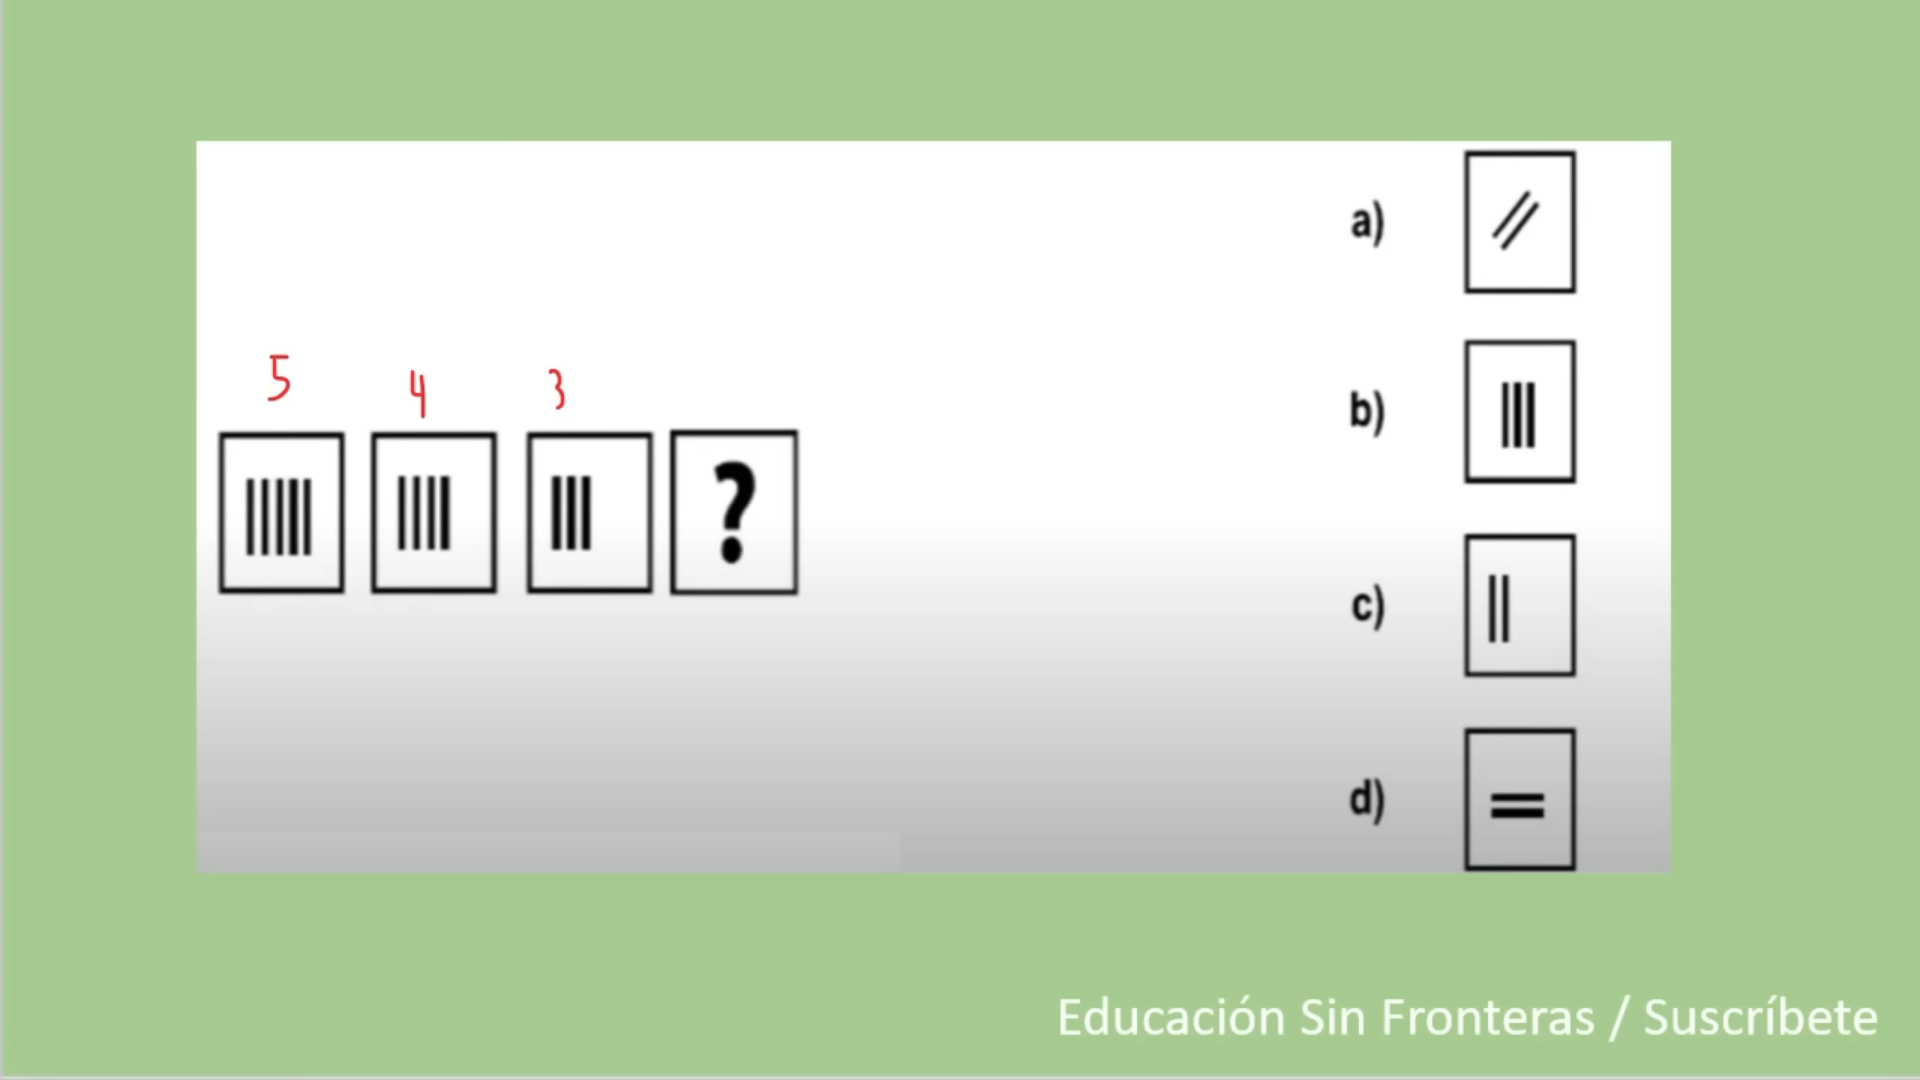 a)
b)
5 4 3
?
c)
d)
Educación Sin Fronteras / Suscríbete